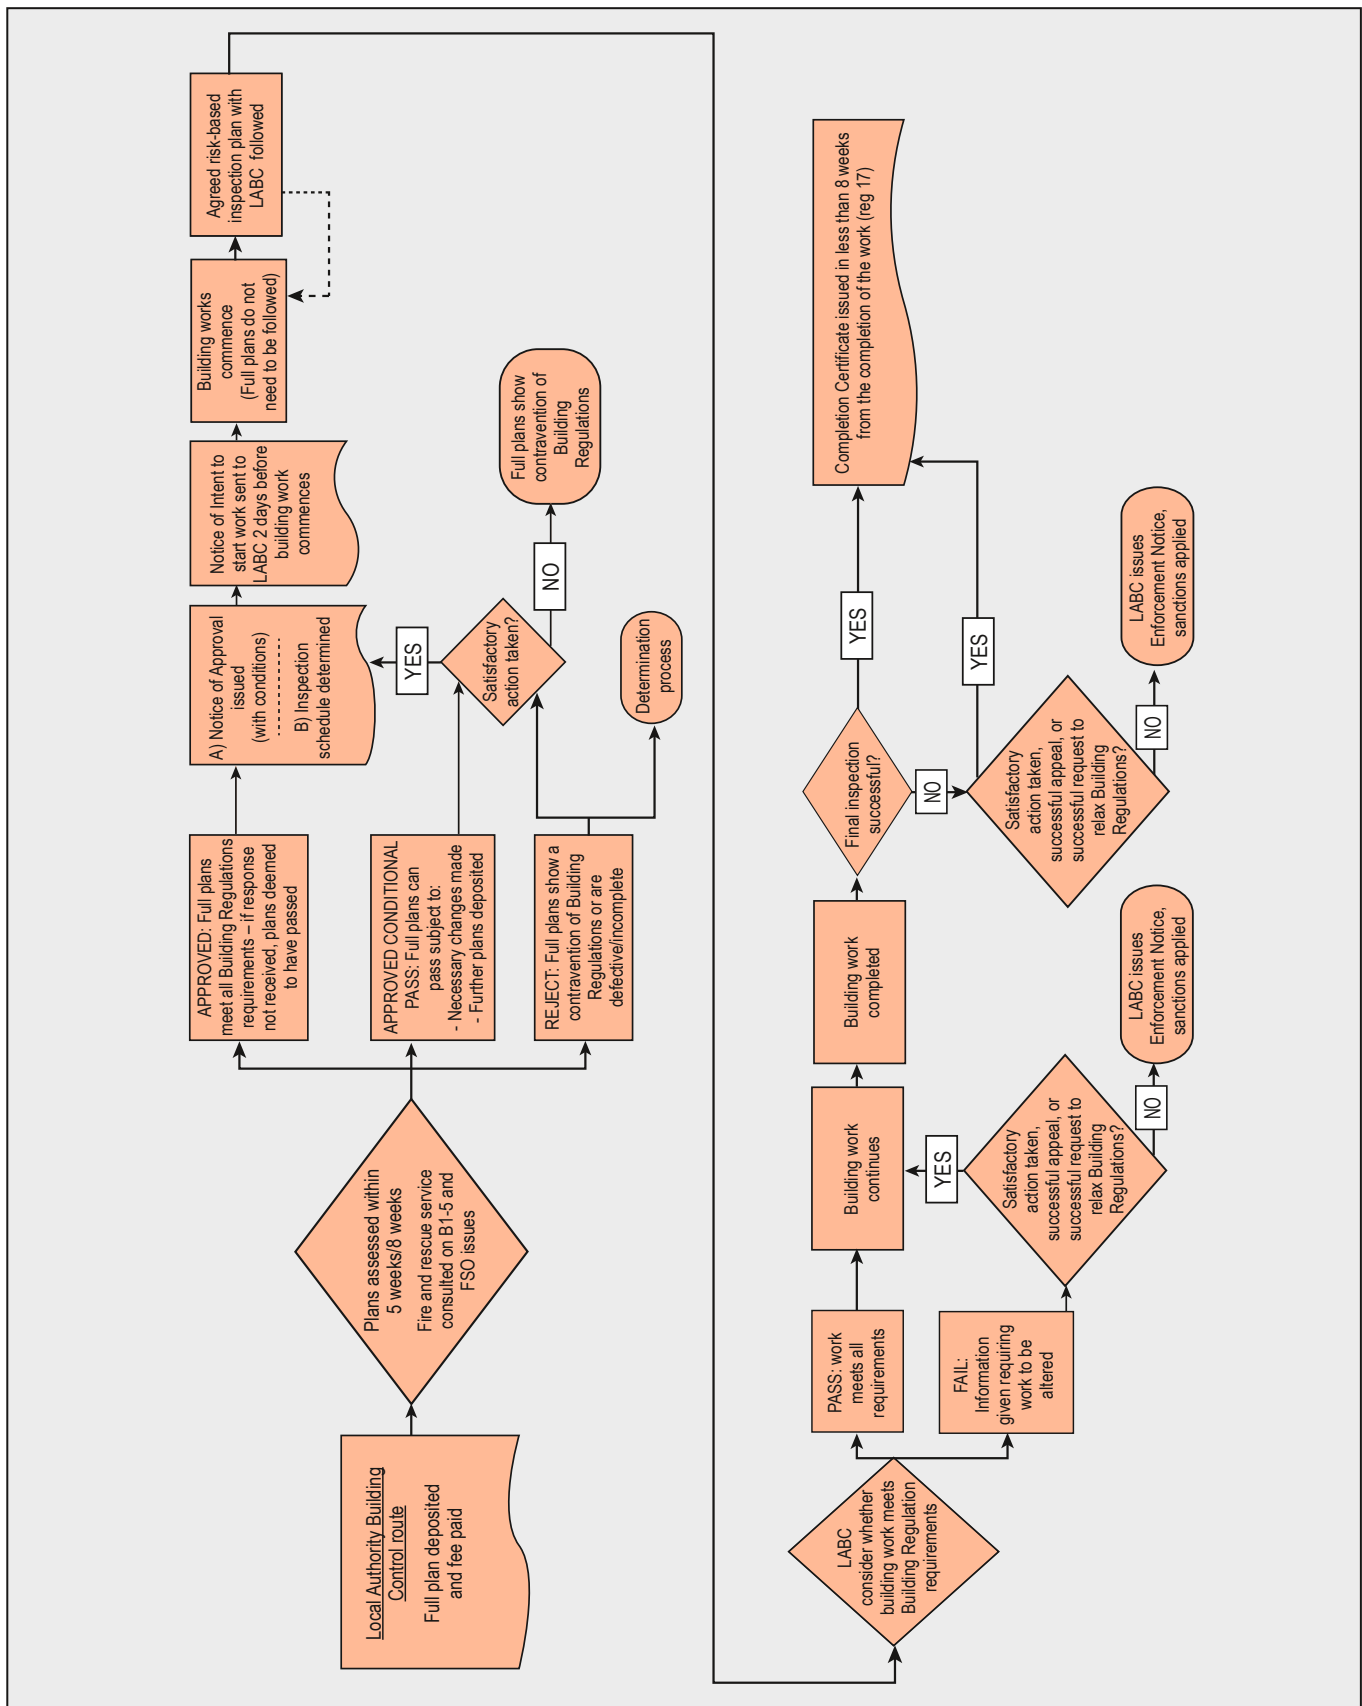 Local Authority Building
Control route
Full plan deposited
and fee paid
Plans assessed within
5 weeks/8 weeks
Fire and rescue service
consulted on B1-5 and
FSO issues
APPROVED: Full plans
meet all Building Regulations
requirements – if response
not received, plans deemed
to have passed
APPROVED CONDITIONAL
PASS: Full plans can
pass subject to:
- Necessary changes made
- Further plans deposited
REJECT: Full plans show a
contravention of Building
Regulations or are
defective/incomplete
A) Notice of Approval
issued
(with conditions)
B) Inspection
schedule determined
YES
Satisfactory
action taken?
NO
Full plans show
contravention of
Building
Regulations
Determination
process
Notice of Intent to
start work sent to
LABC 2 days before
building work
commences
Building works
commence
(Full plans do not
need to be followed)
Agreed risk-based
inspection plan with
LABC followed
LABC
consider whether
building work meets
Building Regulation
requirements
PASS: work
meets all
requirements
FAIL:
Information
given requiring
work to be
altered
Building work
continues
YES
Satisfactory
action taken,
successful appeal, or
successful request to
relax Building
Regulations?
NO
LABC issues
Enforcement Notice,
sanctions applied
Building work
completed
Final inspection
successful?
YES
NO
Satisfactory
action taken,
successful appeal, or
successful request to
relax Building
Regulations?
YES
NO
LABC issues
Enforcement Notice,
sanctions applied
Completion Certificate issued in less than 8 weeks
from the completion of the work (reg 17)